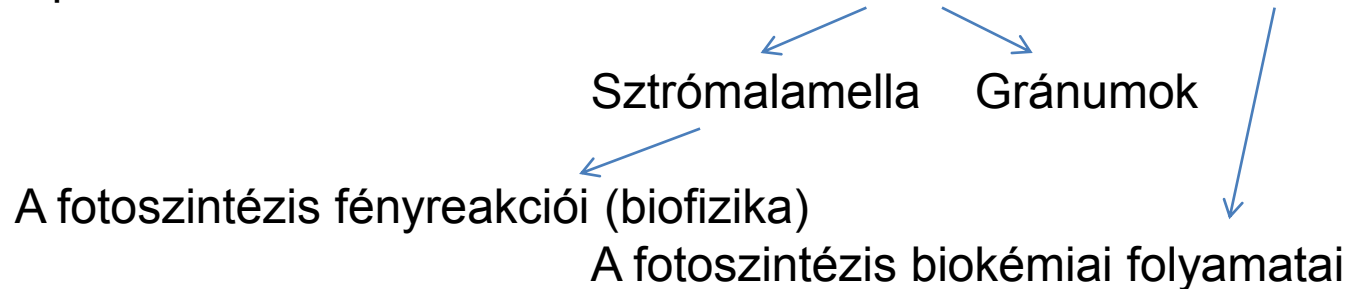 Sztrómalamella Gránumok
A fotoszintézis fényreakciói (biofizika)
A fotoszintézis biokémiai folyamatai